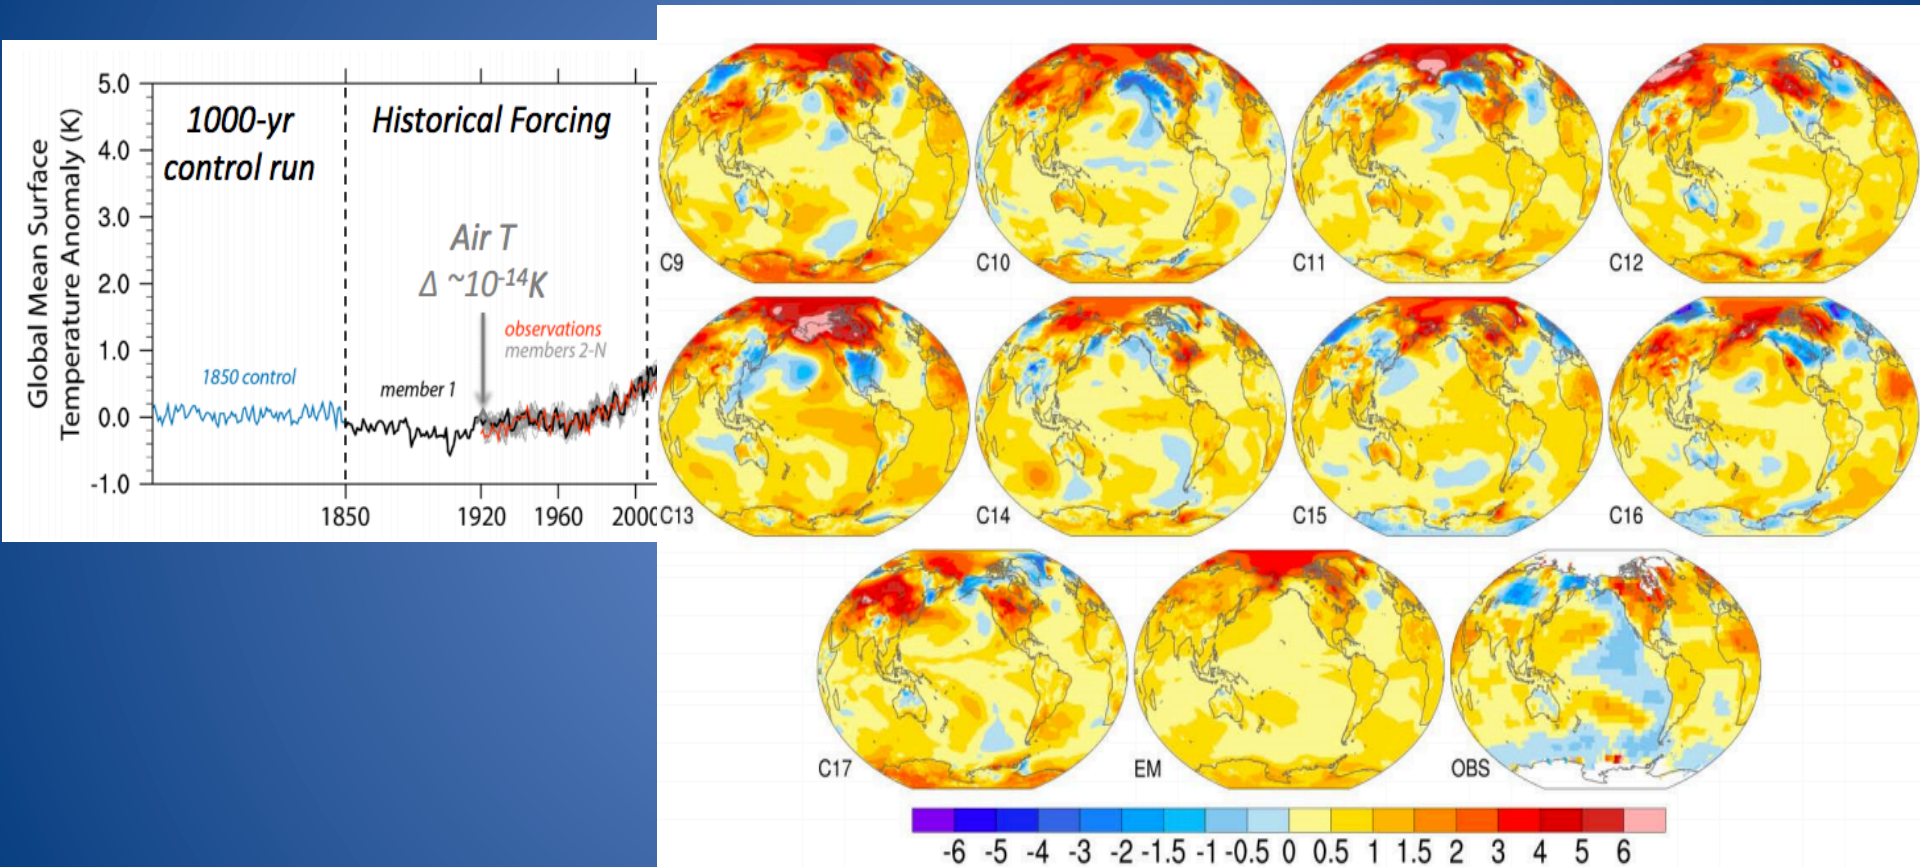 Global Mean Surface
Temperature Anomaly (K)
5.0
4.0
3.0
2.0
1.0
0.0
-1.0
1000-yr
control run
Historical Forcing
Air T
Δ ~10⁻¹⁴K
observations
members 2-N
1850 control
member 1
1850
1920
1960
2000
C9
C10
C11
C12
C13
C14
C15
C16
C17
EM
OBS
-6 -5 -4 -3 -2 -1.5 -1 -0.5 0 0.5 1 1.5 2 3 4 5 6